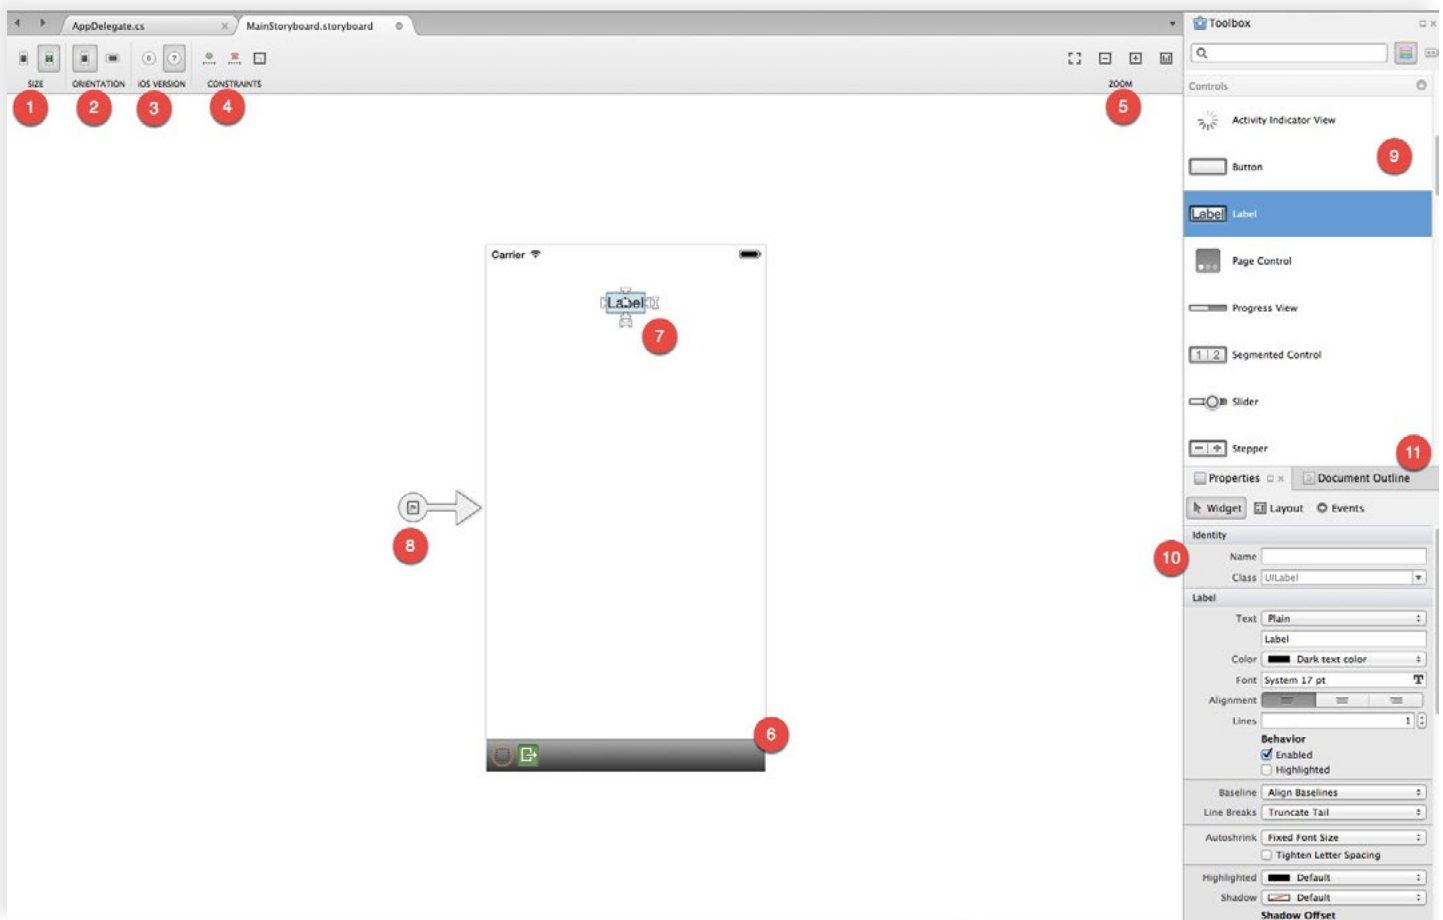 AppDelegate.cs
MainStoryboard.storyboard
Toolbox
6 7
SIZE ORIENTATION iOS VERSION CONSTRAINTS ZOOM
1 2 3 4 5
Controls
Activity Indicator View
9
Button
Label Label
Page Control
Progress View
1 2 Segmented Control
Slider
Stepper
11
Carrier
Label
7
8
6
Properties Document Outline
Widget Layout Events
Identity
10
Name
Class UILabel
Label
Text Plain
Label
Color Dark text color
Font System 17 pt T
Alignment
Lines 1
Behavior
Enabled
Highlighted
Baseline Align Baselines
Line Breaks Truncate Tail
Autoshrink Fixed Font Size
Tighten Letter Spacing
Highlighted Default
Shadow Default
Shadow Offset